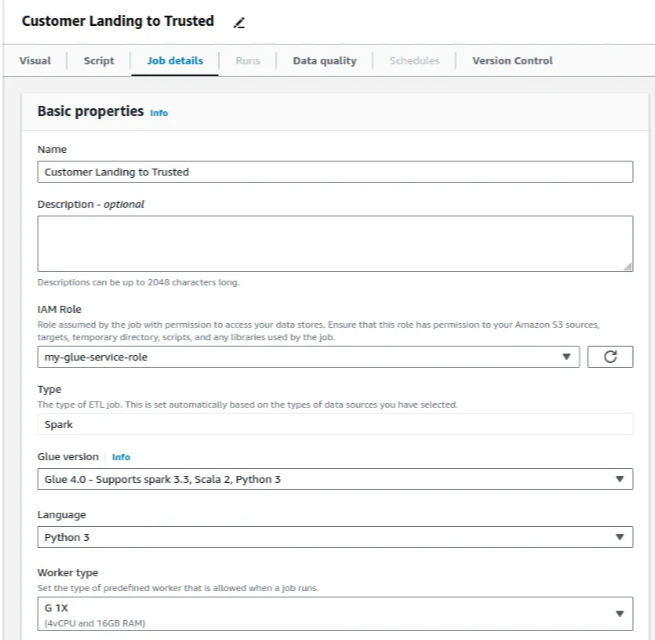 Customer Landing to Trusted
Visual Script Job details Runs Data quality Schedules Version Control
Basic properties Info
Name
Customer Landing to Trusted
Description - optional
Descriptions can be up to 2048 characters long.
IAM Role
Role assumed by the job with permission to access your data stores. Ensure that this role has permission to your Amazon S3 sources,
targets, temporary directory, scripts, and any libraries used by the job.
my-glue-service-role
Type
The type of ETL job. This is set automatically based on the types of data sources you have selected.
Spark
Glue version Info
Glue 4.0 - Supports spark 3.3, Scala 2, Python 3
Language
Python 3
Worker type
Set the type of predefined worker that is allowed when a job runs.
G 1X
(4vCPU and 16GB RAM)